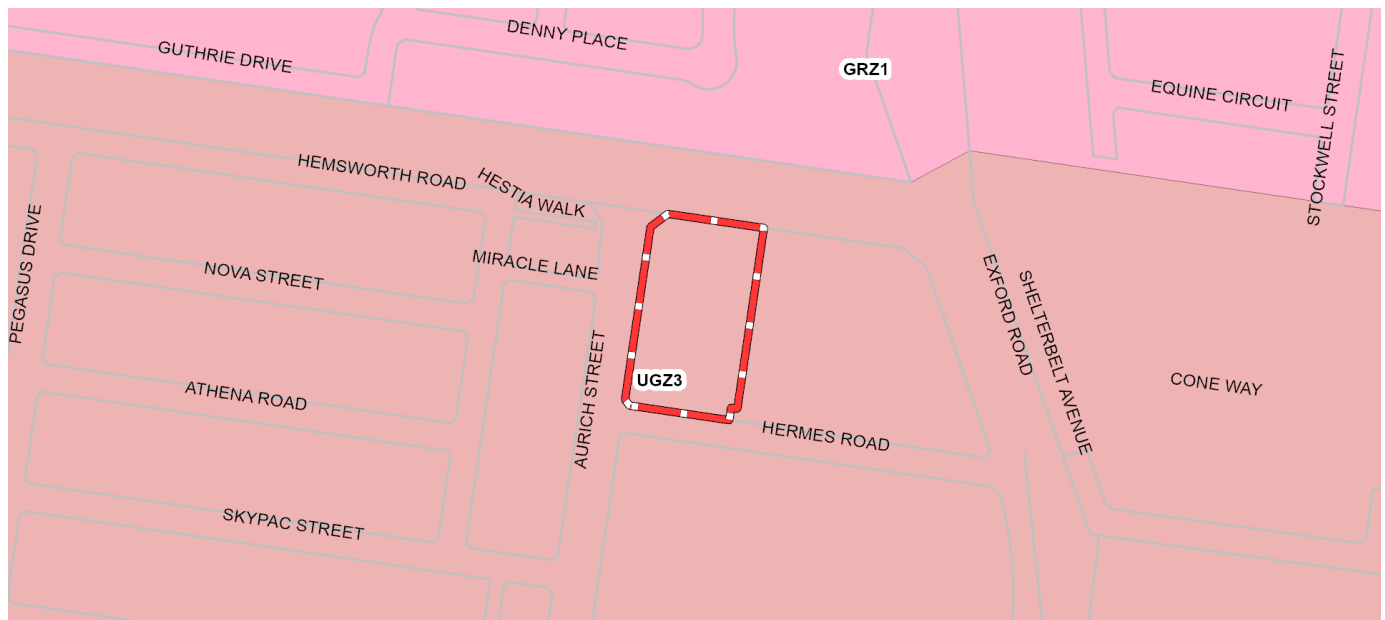 DENNY PLACE
GUTHRIE DRIVE
GRZ1
EQUINE CIRCUIT
STOCKWELL STREET
HEMSWORTH ROAD
HESTIA WALK
PEGASUS DRIVE
NOVA STREET
MIRACLE LANE
EXFORD ROAD
SHELTERBELT AVENUE
UGZ3
CONE WAY
ATHENA ROAD
AURICH STREET
HERMES ROAD
SKYPAC STREET